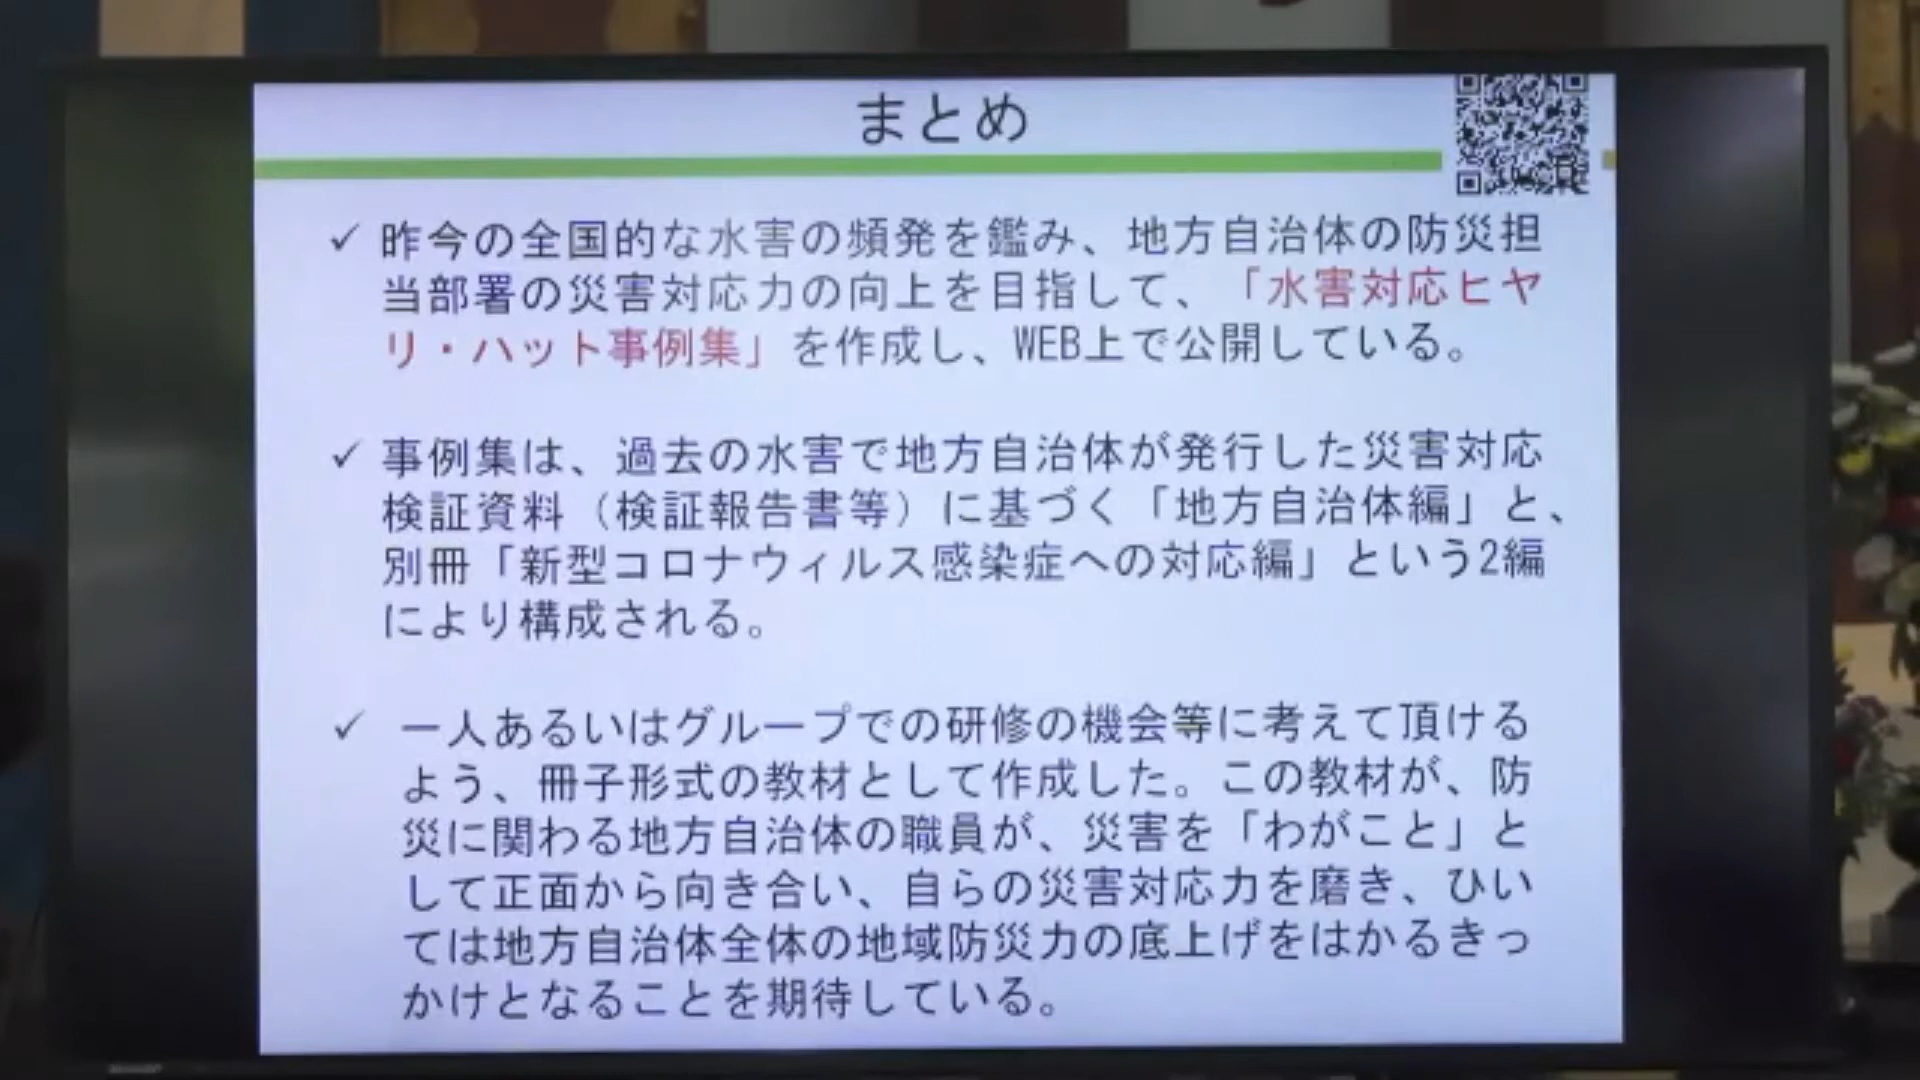 まとめ
✓ 昨今の全国的な水害の頻発を鑑み、地方自治体の防災担
当部署の災害対応力の向上を目指して、「水害対応ヒヤ
リ・ハット事例集」を作成し、WEB上で公開している。
✓ 事例集は、過去の水害で地方自治体が発行した災害対応
検証資料（検証報告書等）に基づく「地方自治体編」と、
別冊「新型コロナウィルス感染症への対応編」という2編
により構成される。
✓ 一人あるいはグループでの研修の機会等に考えて頂ける
よう、冊子形式の教材として作成した。この教材が、防
災に関わる地方自治体の職員が、災害を「わがこと」と
して正面から向き合い、自らの災害対応力を磨き、ひい
ては地方自治体全体の地域防災力の底上げをはかるきっ
かけとなることを期待している。